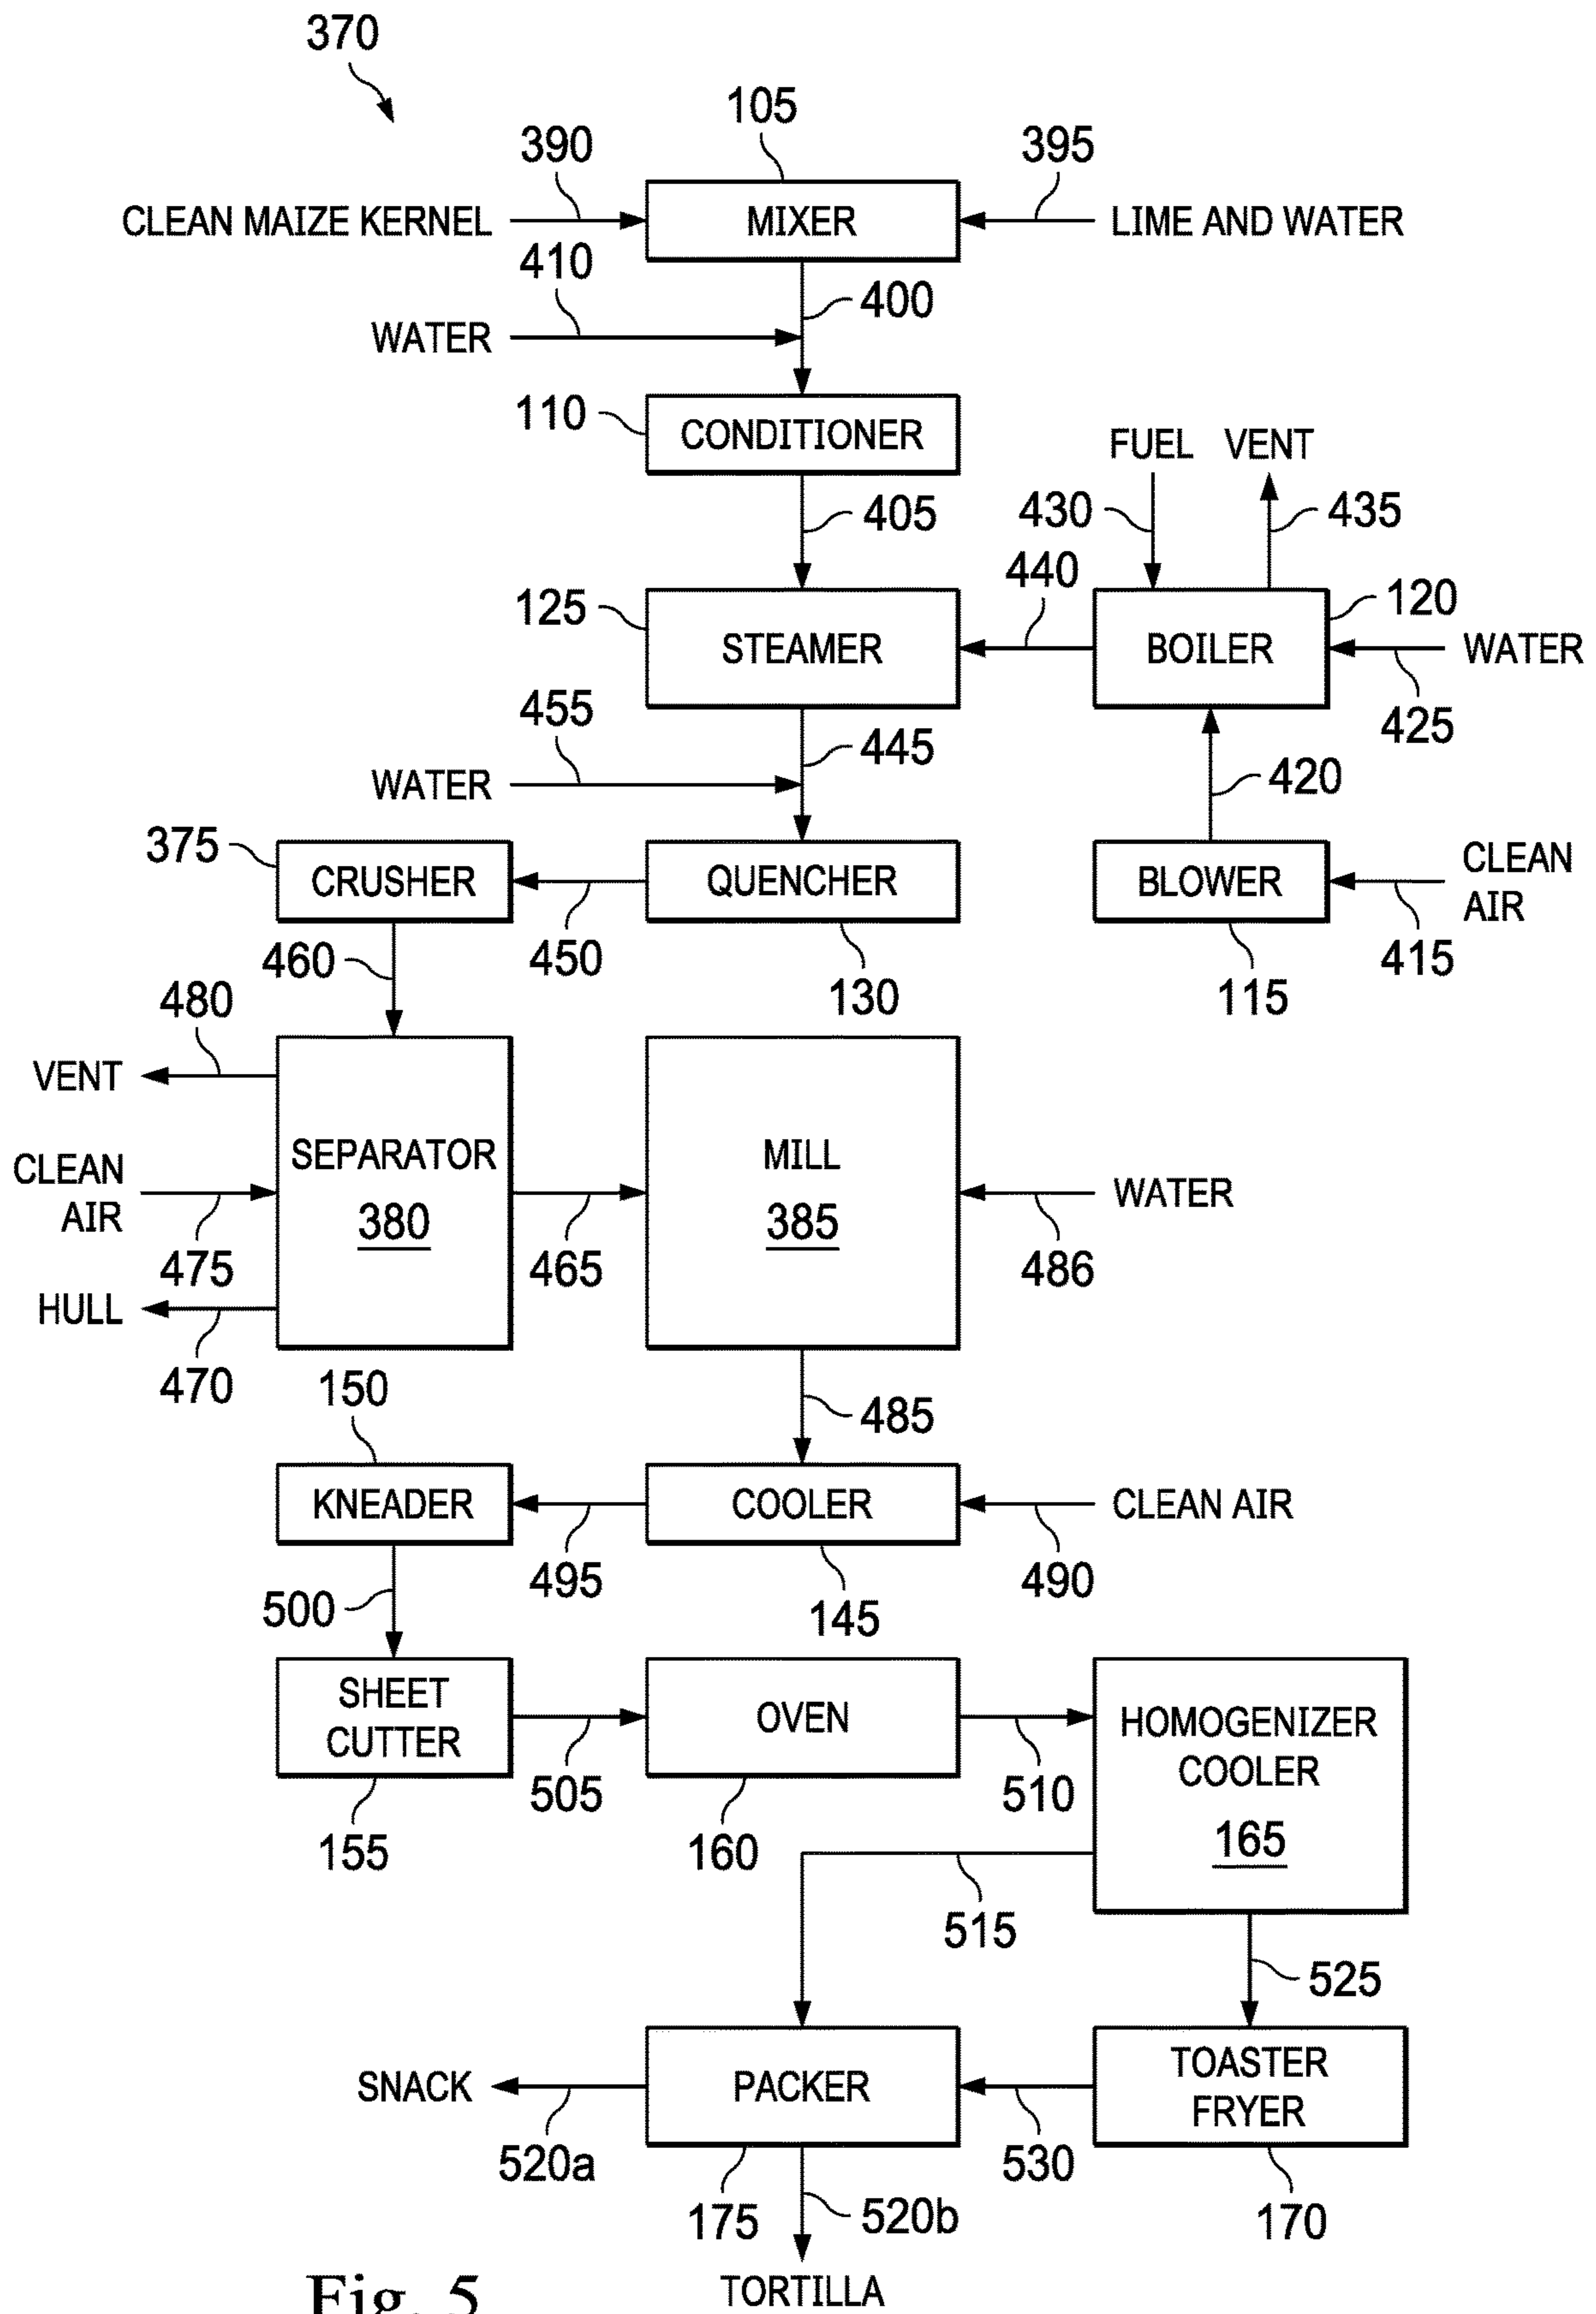 370
105
390
395
CLEAN MAIZE KERNEL
MIXER
LIME AND WATER
410
400
WATER
110
CONDITIONER
FUEL
VENT
405
430
435
440
125
120
STEAMER
BOILER
WATER
455
445
425
WATER
420
375
CRUSHER
QUENCHER
BLOWER
CLEAN
AIR
460
450
130
415
115
480
VENT
SEPARATOR
380
MILL
385
CLEAN
AIR
WATER
475
465
486
HULL
470
150
485
KNEADER
COOLER
CLEAN AIR
495
490
500
145
SHEET
CUTTER
OVEN
HOMOGENIZER
COOLER
165
505
510
155
160
515
525
SNACK
PACKER
TOASTER
FRYER
520a
530
175
520b
170
TORTILLA
Fig. 5